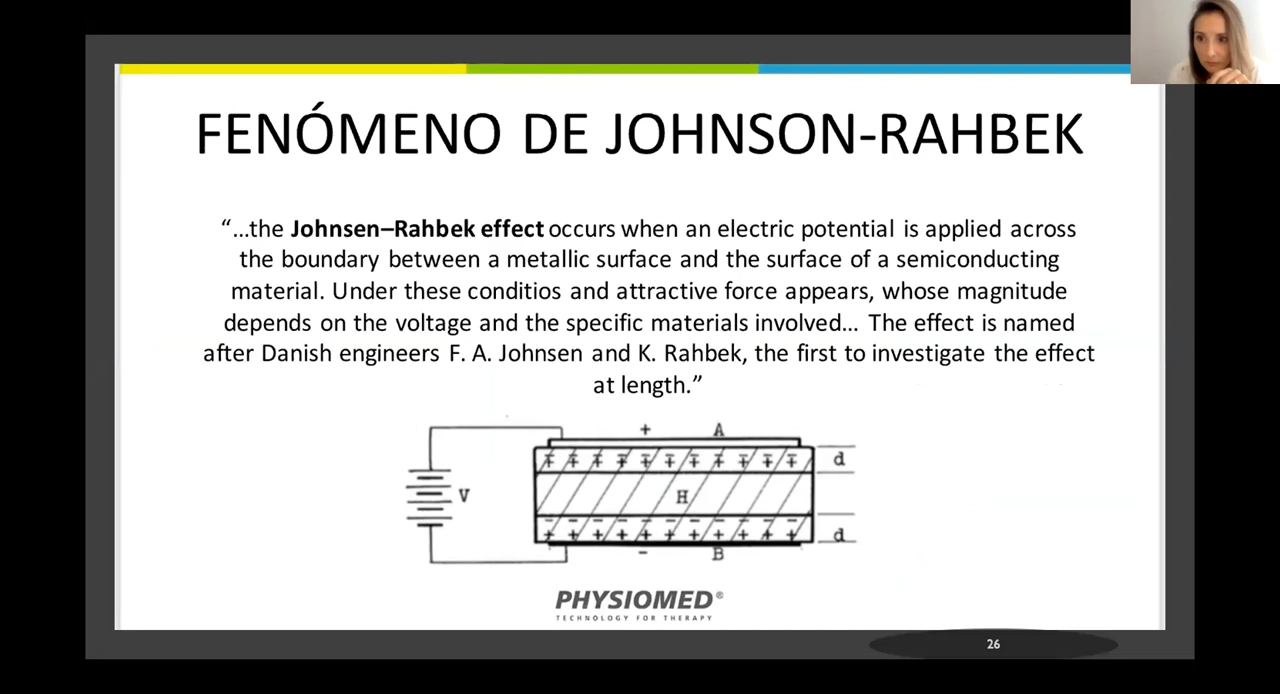 FENÓMENO DE JOHNSON-RAHBEK
“...the Johnsen–Rahbek effect occurs when an electric potential is applied across
the boundary between a metallic surface and the surface of a semiconducting
material. Under these conditios and attractive force appears, whose magnitude
depends on the voltage and the specific materials involved... The effect is named
after Danish engineers F. A. Johnsen and K. Rahbek, the first to investigate the effect
at length.”
+ A
d
V
H
d
- B
PHYSIOMED®
TECHNOLOGY FOR THERAPY
26